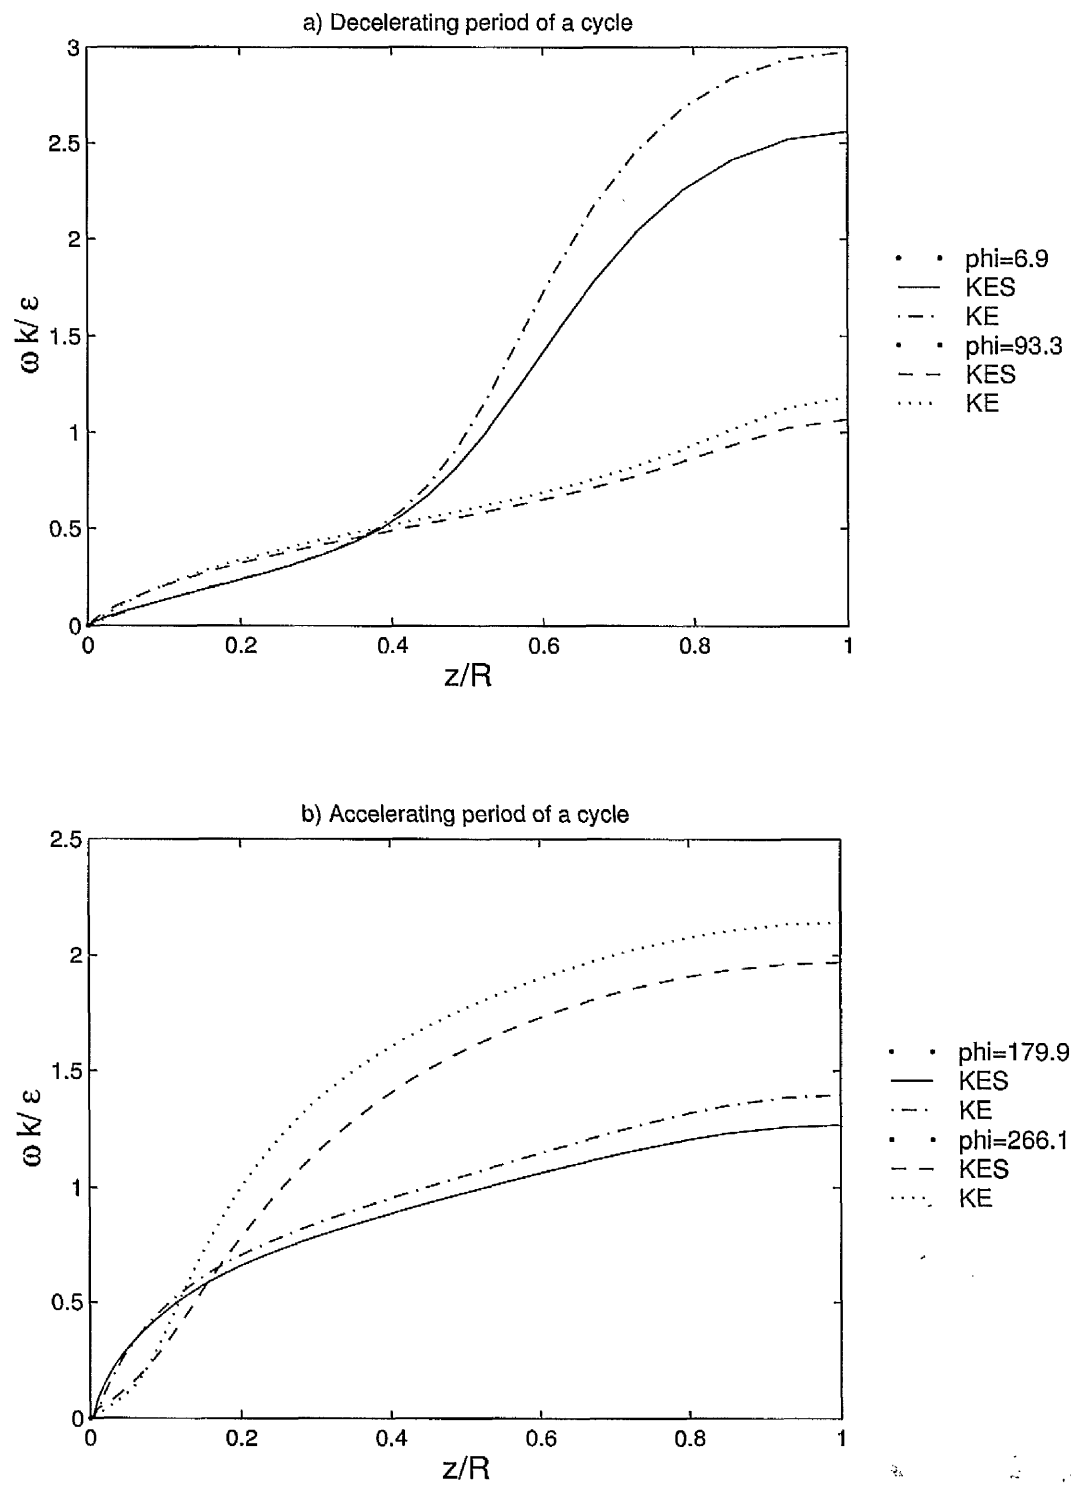 a) Decelerating period of a cycle
3
2.5
2
1.5
1
0.5
0
ω k/ ε
0 0.2 0.4 0.6 0.8 1
z/R
phi=6.9
KES
KE
phi=93.3
KES
KE
b) Accelerating period of a cycle
2.5
2
1.5
1
0.5
0
ω k/ ε
0 0.2 0.4 0.6 0.8 1
z/R
phi=179.9
KES
KE
phi=266.1
KES
KE